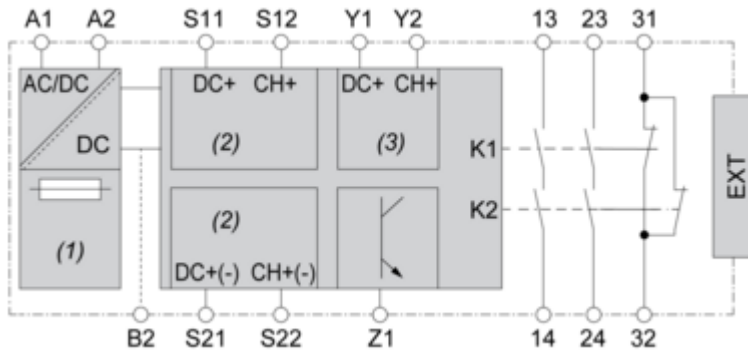 A1 A2 S11 S12 Y1 Y2 13 23 31
AC/DC DC+ CH+ DC+ CH+
DC (2) (3) K1
EXT
(2) K2
(1)
DC+(-) CH+(-)
B2 S21 S22 Z1 14 24 32